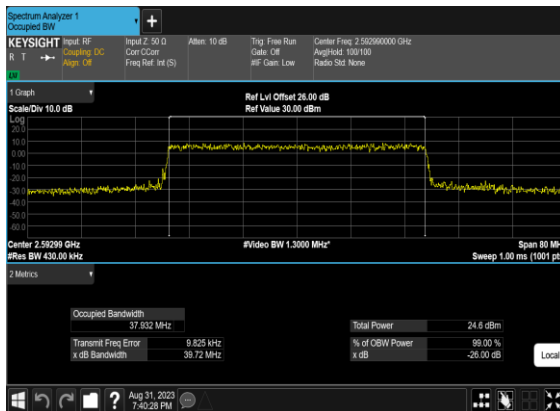 Spectrum Analyzer 1
Occupied BW
KEYSIGHT Input: RF Input Z: 50 Ω Atten: 10 dB Trig: Free Run Center Freq: 2.592990000 GHz
R T Coupling: DC Corr CCorr Gate: Off Avg|Hold: 100/100
Align: Off Freq Ref: Int (S) #IF Gain: Low Radio Std: None
1 Graph
Scale/Div 10.0 dB Ref Lvl Offset 26.00 dB
Ref Value 30.00 dBm
Log
20.0
10.0
0.00
-10.0
-20.0
-30.0
-40.0
-50.0
-60.0
Center 2.59299 GHz #Video BW 1.3000 MHz* Span 80 MH
#Res BW 430.00 kHz Sweep 1.00 ms (1001 pt
2 Metrics
Occupied Bandwidth
37.932 MHz Total Power 24.6 dBm
Transmit Freq Error 9.825 kHz % of OBW Power 99.00 %
x dB Bandwidth 39.72 MHz x dB -26.00 dB
Local
? Aug 31, 2023
7:40:28 PM